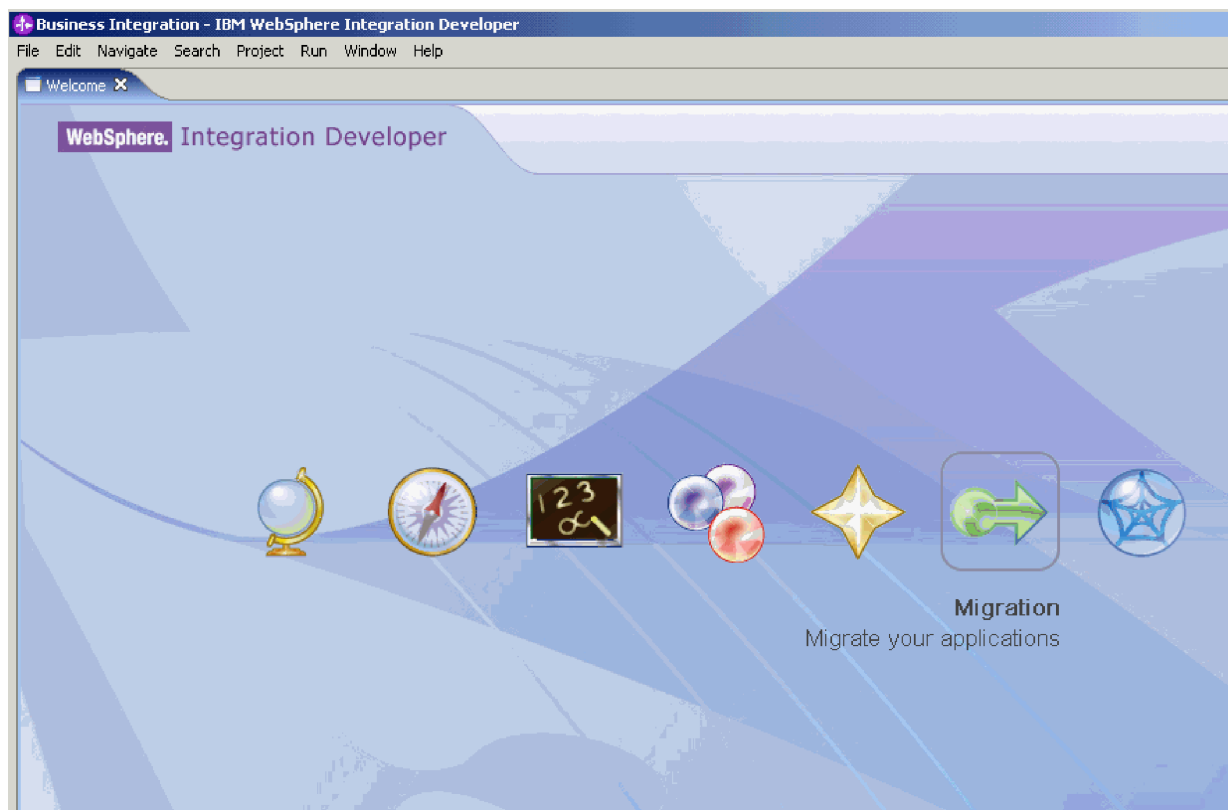 Business Integration - IBM WebSphere Integration Developer
File Edit Navigate Search Project Run Window Help
Welcome
WebSphere. Integration Developer
123
Migration
Migrate your applications